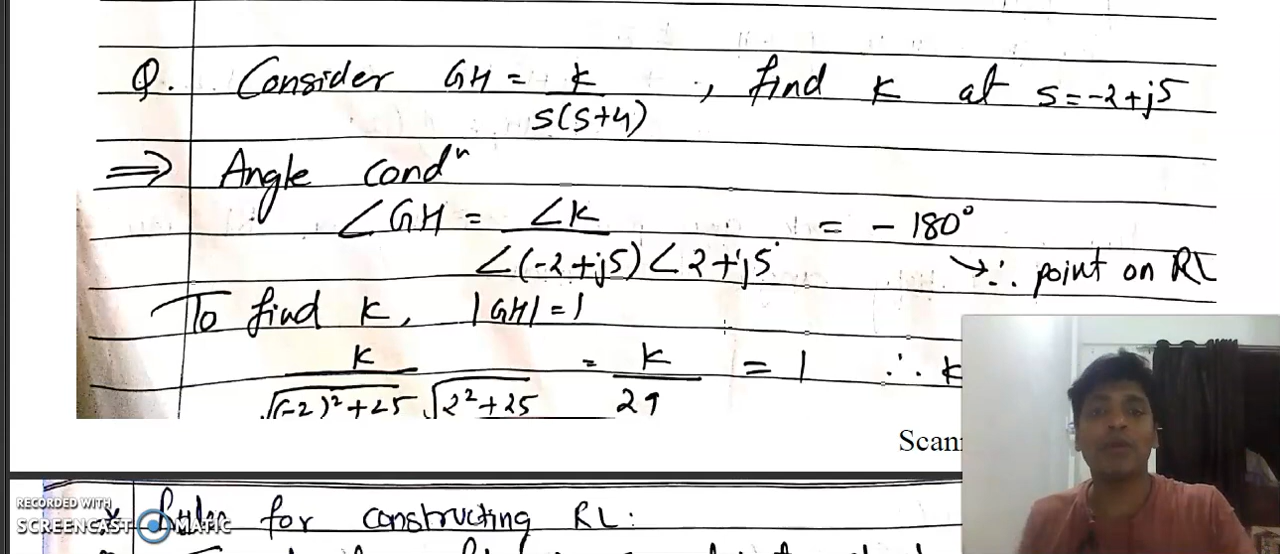 Q. Consider GH = K / S(S+4) , find K at S=-2+j5
⇒ Angle condⁿ
∠GH = ∠K / ∠(-2+j5) ∠2+j5 = -180°
→ ∴ point on RL
To find K, |GH|=1
K / √(-2)²+25 √2²+25 = K / 29 = 1 ∴ K
Scan
RECORDED WITH
SCREENCAST MATIC
* Rules for constructing RL: